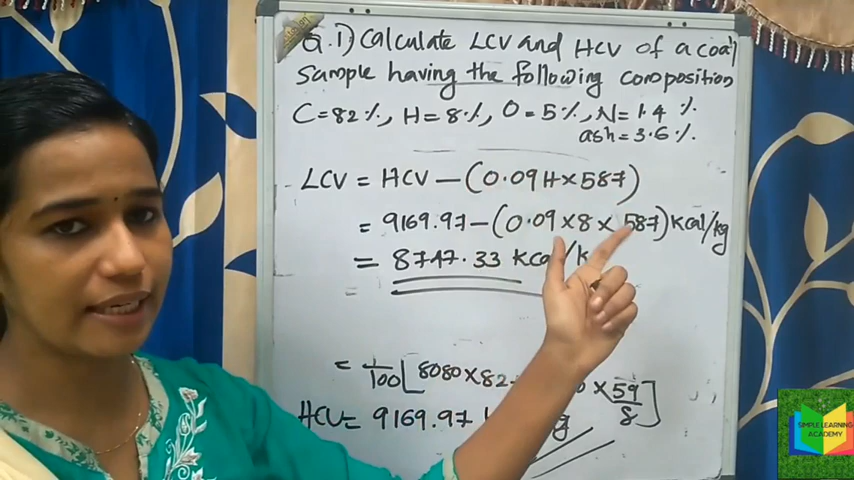 Q.1) Calculate LCV and HCV of a coal
sample having the following composition
C=82%, H=8%, O=5%, N=1.4%
ash=3.6%.
LCV = HCV - (0.09H×587)
= 9169.97 - (0.09×8×587) Kcal/kg
= 8747.33 Kcal/k
= 1/100 [8080×82 × 59/8]
HCV = 9169.97 g
SIMPLE LEARNING
ACADEMY